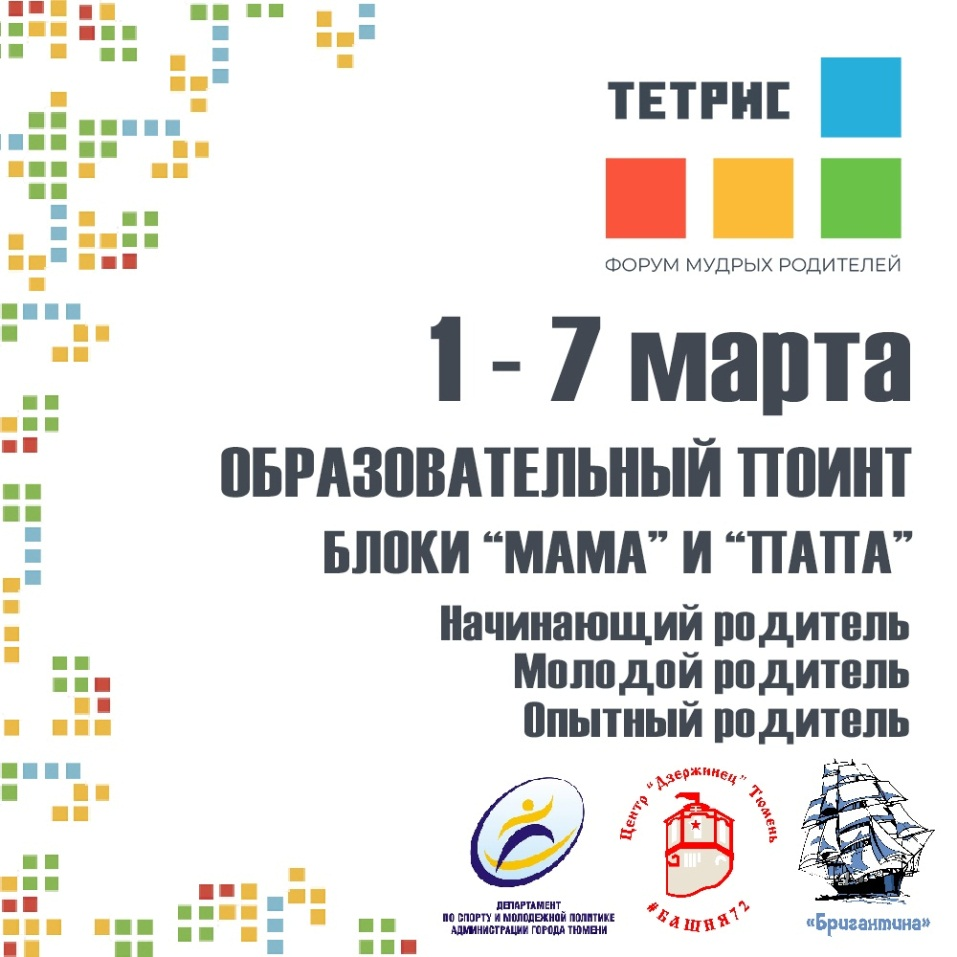 ТЕТРИС
ФОРУМ МУДРЫХ РОДИТЕЛЕЙ
1 - 7 марта
ОБРАЗОВАТЕЛЬНЫЙ ПОИНТ
БЛОКИ “МАМА” И “ПАПА”
Начинающий родитель
Молодой родитель
Опытный родитель
ДЕПАРТАМЕНТ
ПО СПОРТУ И МОЛОДЕЖНОЙ ПОЛИТИКЕ
АДМИНИСТРАЦИИ ГОРОДА ТЮМЕНИ
Центр "Дзержинец" Тюмень
#БАШНЯ72
«Бригантина»